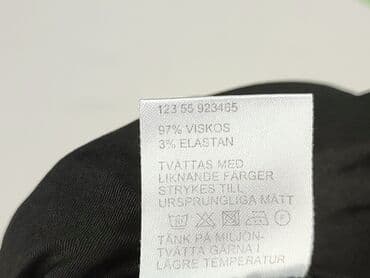 123 55 923465
97% VISKOS
3% ELASTAN
TVÄTTAS MED
LIKNANDE FÄRGER
STRYKES TILL
URSPRUNGLIGA MÅTT
TÄNK PÅ MILJÖN-
TVÄTTA GÄRNA I
LÄGRE TEMPERATUR